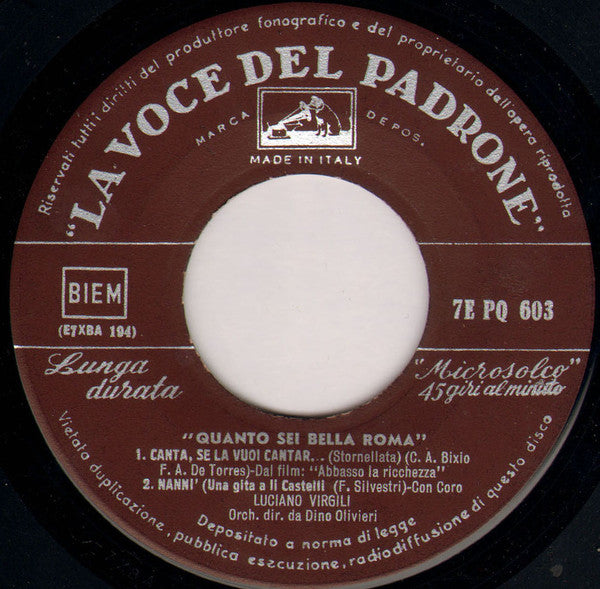 Riservati tutti i diritti del produttore fonografico e del proprietario dell'opera riprodotta
"LA VOCE DEL PADRONE"
MARCA DEPOS.
MADE IN ITALY
BIEM
(ETXBA 194)
7E PQ 603
Lunga durata
"Microsolco"
45 giri al minuto
"QUANTO SEI BELLA ROMA"
1. CANTA, SE LA VUOI CANTAR... (Stornellata) (C. A. Bixio
F. A. De Torres)-Dal film: "Abbasso la ricchezza"
2. NANNI' (Una gita a li Castelli (F. Silvestri)-Con Coro
LUCIANO VIRGILI
Orch. dir. da Dino Olivieri
Depositato a norma di legge
Vietata duplicazione, pubblica esecuzione, radiodiffusione di questo disco